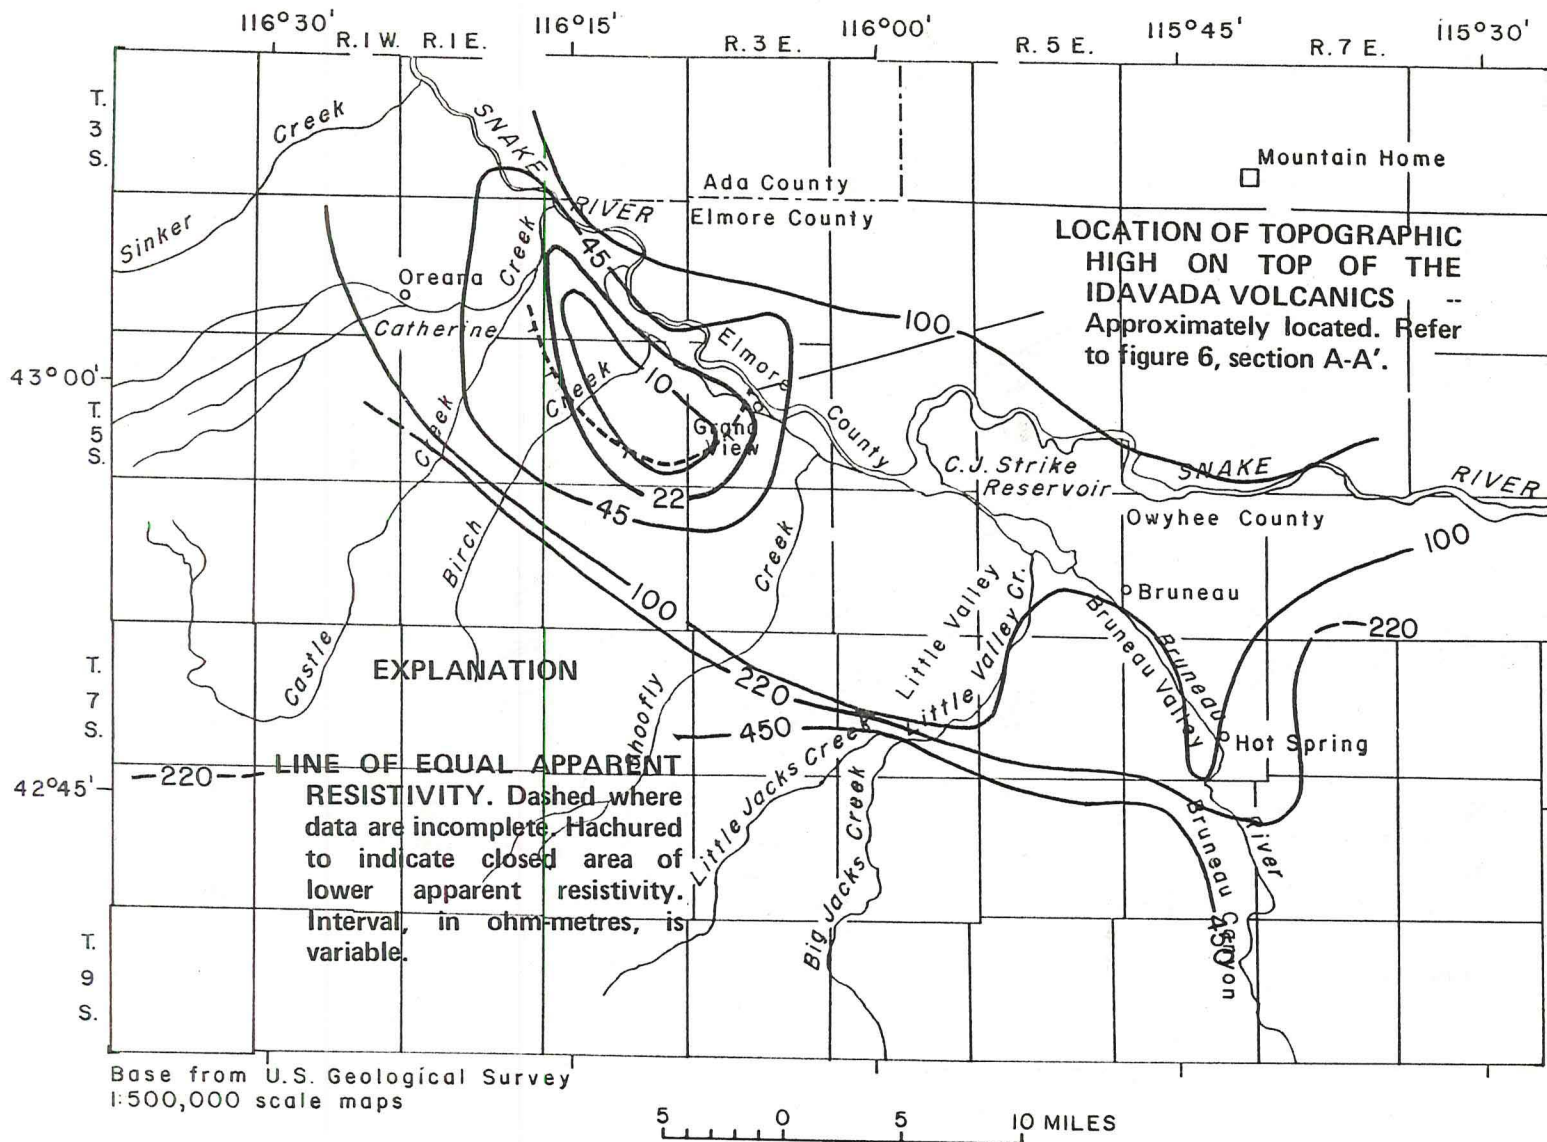 116°30'
116°15'
116°00'
115°45'
115°30'
R.1 W.
R.1 E.
R.3 E.
R.5 E.
R.7 E.
T.
3
S.
Creek
SNAKE
Mountain Home
Ada County
Elmore County
RIVER
Sinker
Creek
45
LOCATION OF TOPOGRAPHIC
HIGH ON TOP OF THE
IDAVADA VOLCANICS --
Approximately located. Refer
to figure 6, section A-A'.
Oreana
Catherine
100
Elmore
43°00'
T.
5
S.
Creek
10
Grand
View
County
Creek
C.J. Strike
Reservoir
SNAKE
RIVER
22
45
Owyhee County
100
Birch
Creek
Little Valley
Little Valley Cr.
Bruneau
100
Bruneau
Bruneau Valley
220
T.
7
S.
EXPLANATION
Castle
Shoofly
220
450
Hot Spring
42°45'
-220--
LINE OF EQUAL APPARENT
RESISTIVITY. Dashed where
data are incomplete. Hachured
to indicate closed area of
lower apparent resistivity.
Interval, in ohm-metres, is
variable.
Little Jacks Creek
Big Jacks Creek
Bruneau Canyon
River
450
T.
9
S.
Base from U.S. Geological Survey
1:500,000 scale maps
5 0 5 10 MILES